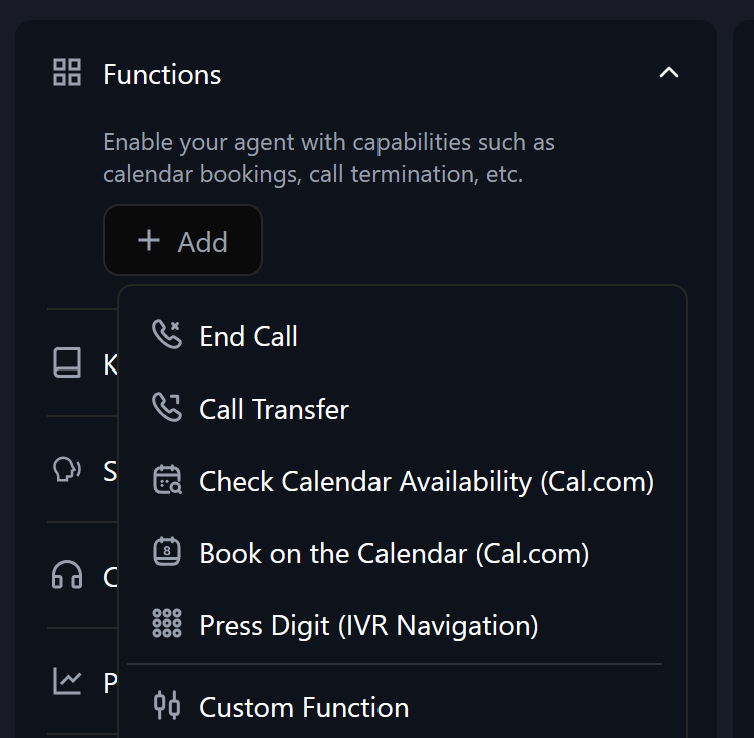 Functions
Enable your agent with capabilities such as
calendar bookings, call termination, etc.
Add
End Call
K
Call Transfer
S
Check Calendar Availability (Cal.com)
8
Book on the Calendar (Cal.com)
C
Press Digit (IVR Navigation)
P
Custom Function